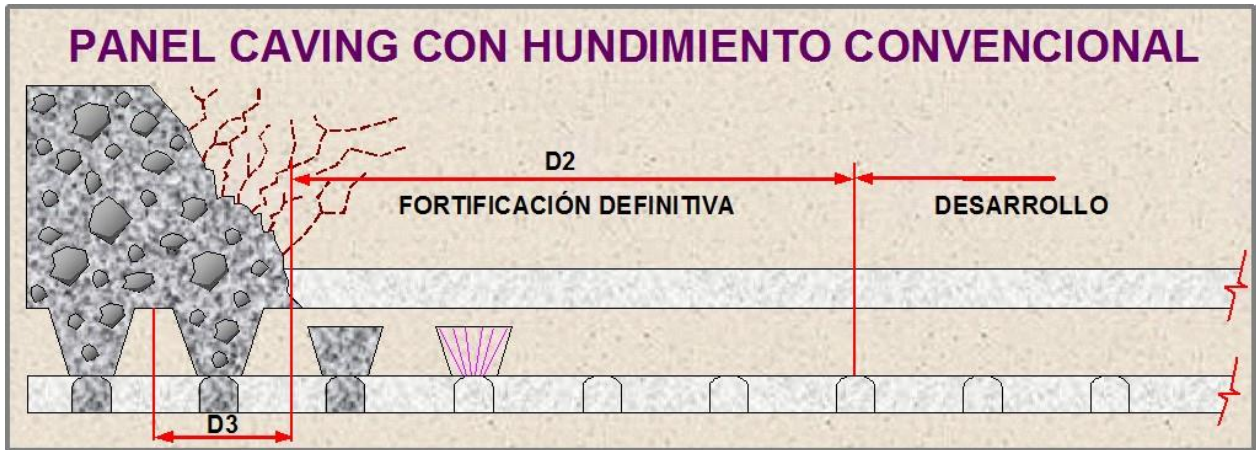 PANEL CAVING CON HUNDIMIENTO CONVENCIONAL
D2
FORTIFICACIÓN DEFINITIVA
DESARROLLO
D3